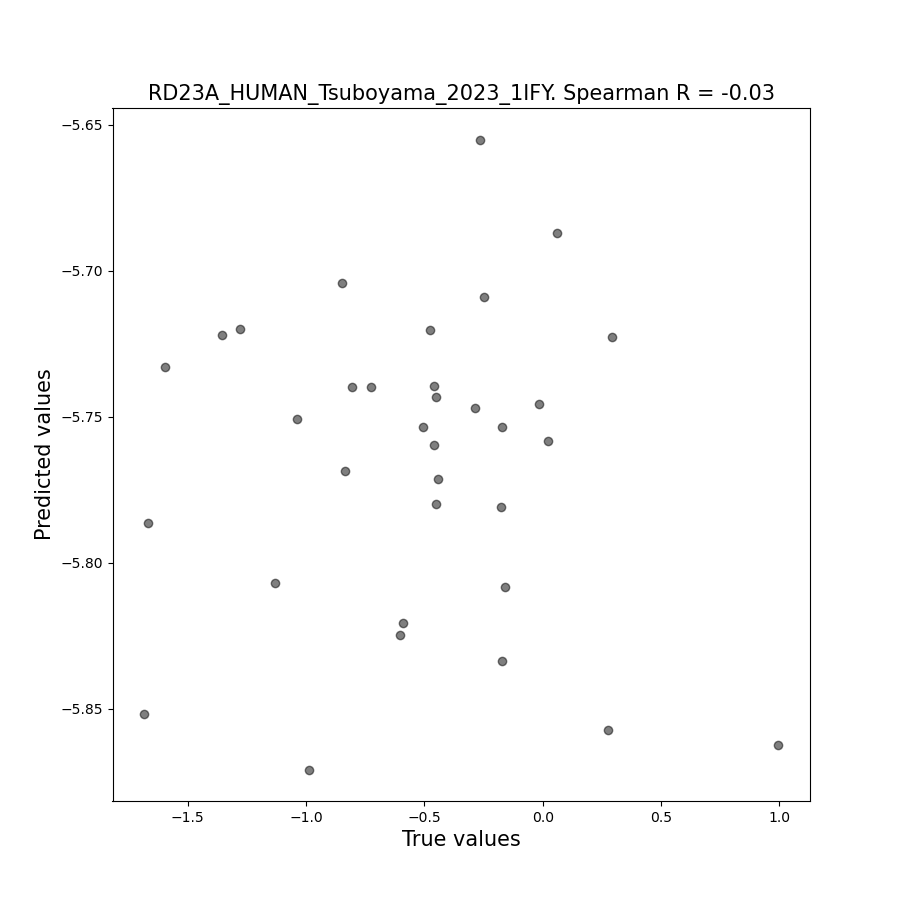 RD23A_HUMAN_Tsuboyama_2023_1IFY. Spearman R = -0.03
−5.65
−5.70
−5.75
−5.80
−5.85
Predicted values
−1.5 −1.0 −0.5 0.0 0.5 1.0
True values